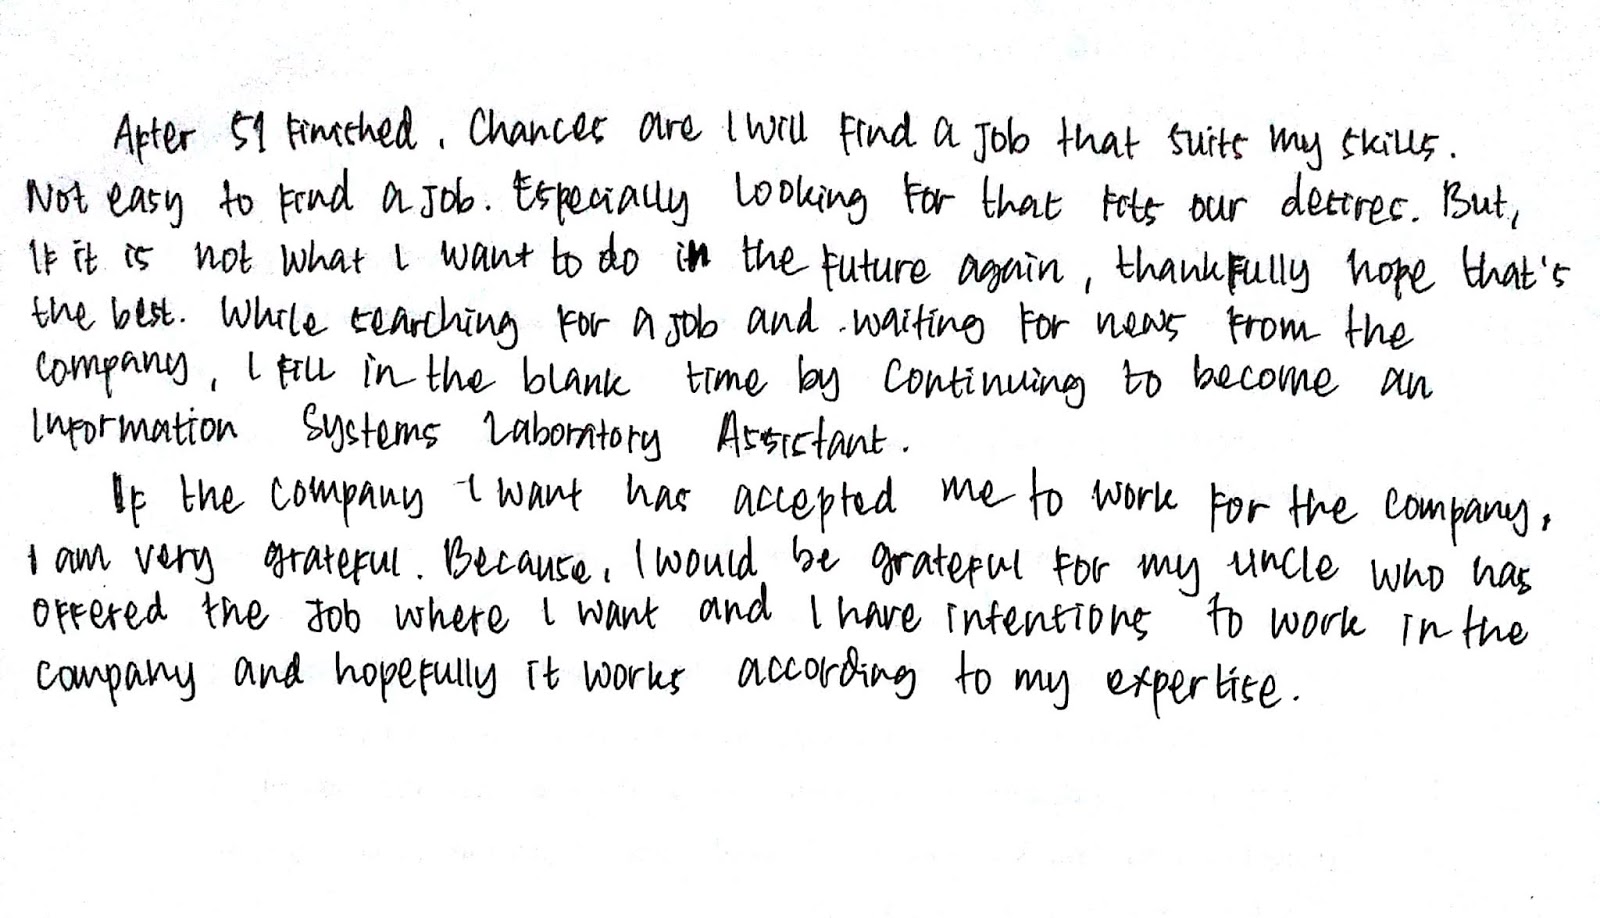 After S1 finished, Chances are I will find a job that suits my skills.
Not easy to find a job. Especially looking for that fits our desires. But,
If it is not what I want to do in the future again, thankfully hope that's
the best. While searching for a job and waiting for news from the
company, I fill in the blank time by continuing to become an
Information Systems Laboratory Assistant.
If the company I want has accepted me to work for the company,
I am very grateful. Because, I would be grateful for my uncle who has
offered the job where I want and I have intentions to work in the
company and hopefully it works according to my expertise.